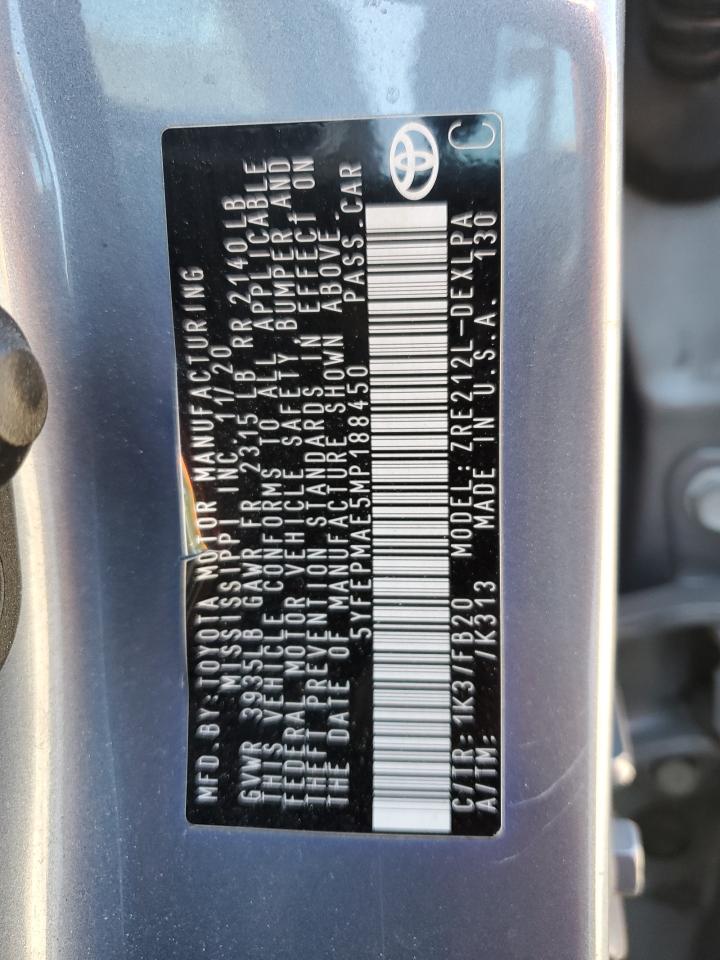 MFD. BY: TOYOTA MOTOR MANUFACTURING
MISSISSIPPI INC. 11/20
GVWR 3935LB GAWR FR 2315 LB RR 2140LB
THIS VEHICLE CONFORMS TO ALL APPLICABLE
FEDERAL MOTOR VEHICLE SAFETY, BUMPER AND
THEFT PREVENTION STANDARDS IN EFFECT ON
THE DATE OF MANUFACTURE SHOWN ABOVE.
5YFEPMAE5MP188450 PASS. CAR
C/TR: 1K3/FB20 MODEL: ZRE212L-DEXLPA
A/TM: /K313 MADE IN U.S.A. 130
C